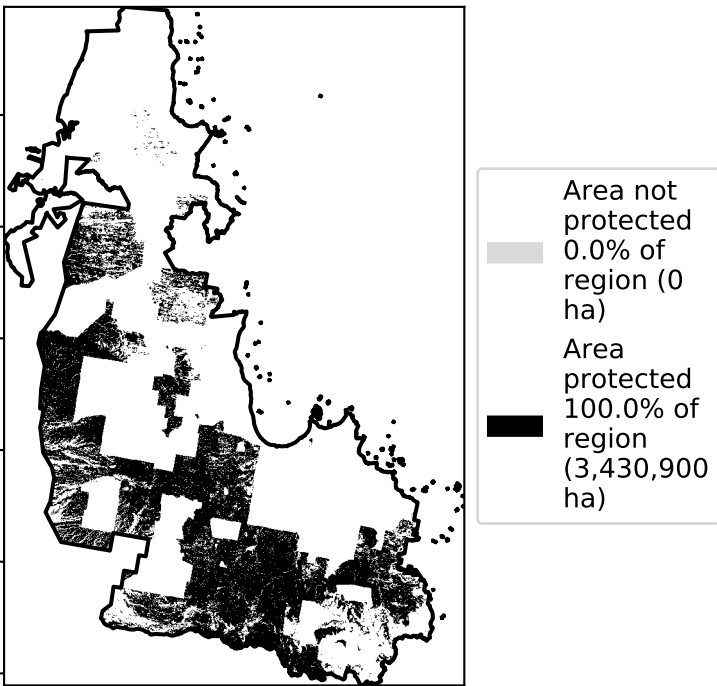 Area not
protected
0.0% of
region (0
ha)
Area
protected
100.0% of
region
(3,430,900
ha)